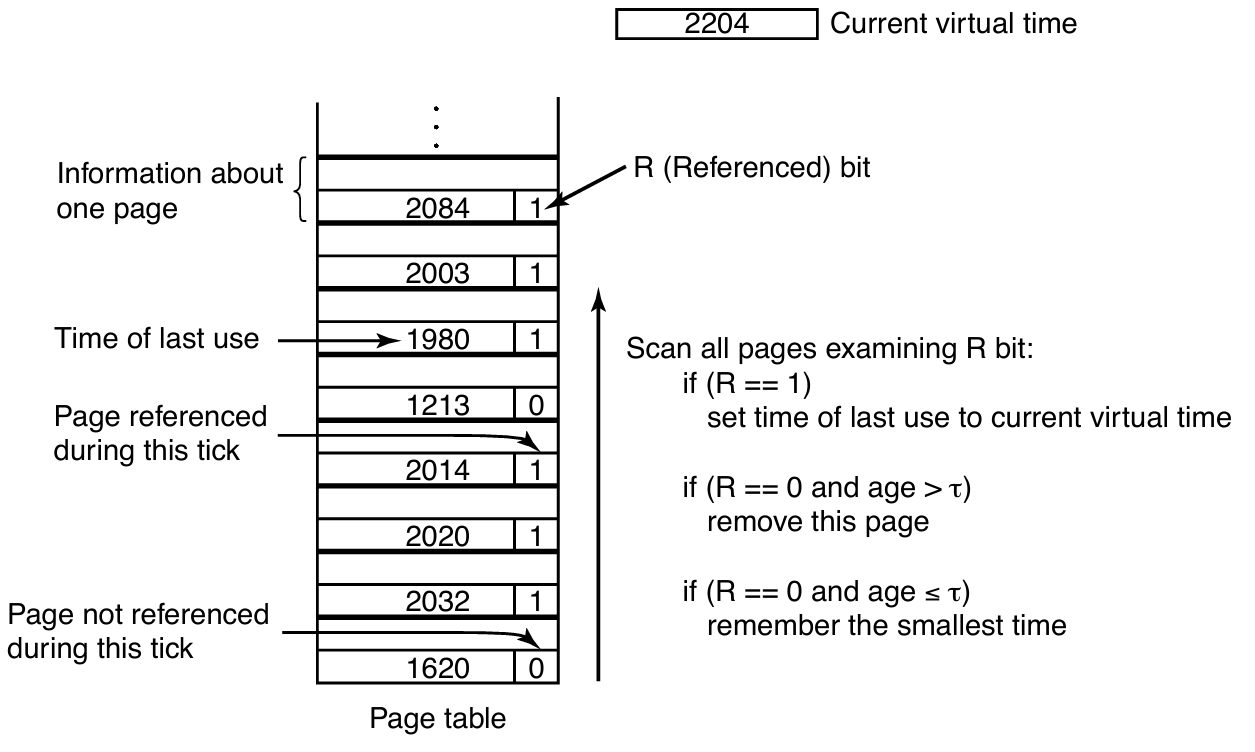 2204 Current virtual time
Information about
one page
R (Referenced) bit
2084 1
2003 1
Time of last use
1980 1
1213 0
Page referenced
during this tick
2014 1
2020 1
2032 1
Page not referenced
during this tick
1620 0
Page table
Scan all pages examining R bit:
if (R == 1)
set time of last use to current virtual time
if (R == 0 and age > τ)
remove this page
if (R == 0 and age ≤ τ)
remember the smallest time